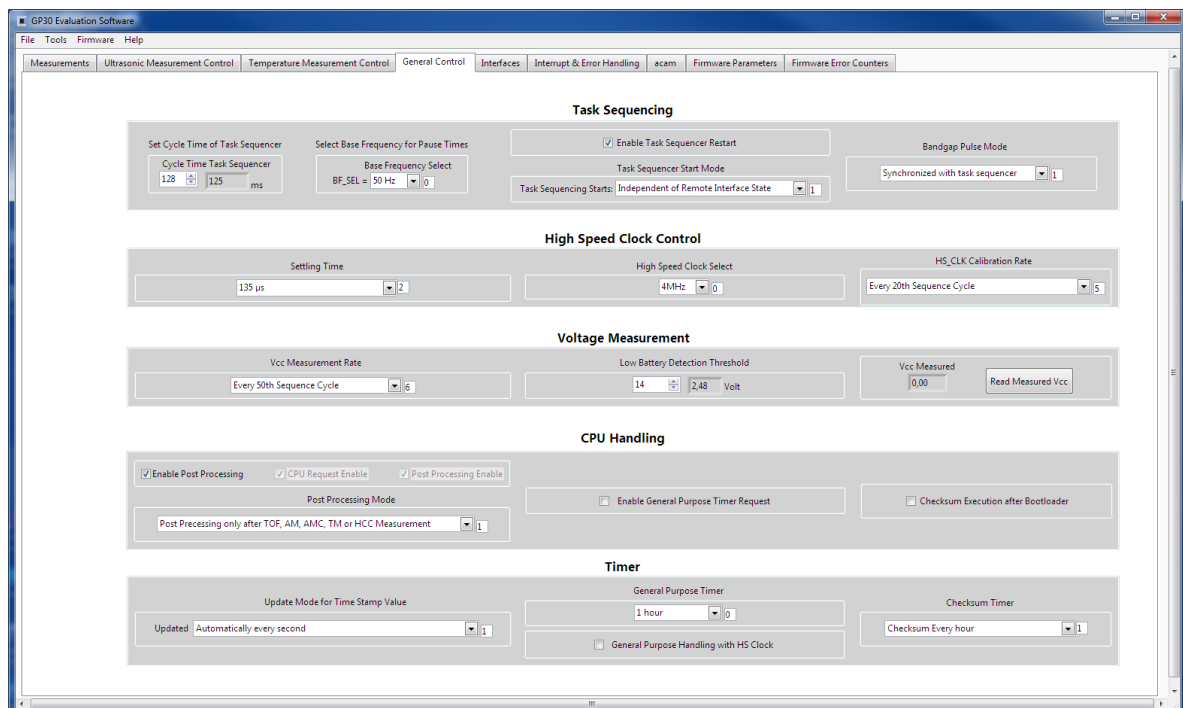 GP30 Evaluation Software
File Tools Firmware Help
Measurements Ultrasonic Measurement Control Temperature Measurement Control General Control Interfaces Interrupt & Error Handling acam Firmware Parameters Firmware Error Counters
Task Sequencing
Set Cycle Time of Task Sequencer
Cycle Time Task Sequencer
128 125 ms
Select Base Frequency for Pause Times
Base Frequency Select
BF_SEL = 50 Hz 0
Enable Task Sequencer Restart
Task Sequencer Start Mode
Task Sequencing Starts: Independent of Remote Interface State 1
Bandgap Pulse Mode
Synchronized with task sequencer 1
High Speed Clock Control
Settling Time
135 µs 2
High Speed Clock Select
4MHz 0
HS_CLK Calibration Rate
Every 20th Sequence Cycle 5
Voltage Measurement
Vcc Measurement Rate
Every 50th Sequence Cycle 6
Low Battery Detection Threshold
14 2,48 Volt
Vcc Measured
0,00 Read Measured Vcc
CPU Handling
Enable Post Processing CPU Request Enable Post Processing Enable
Post Processing Mode
Post Precessing only after TOF, AM, AMC, TM or HCC Measurement 1
Enable General Purpose Timer Request
Checksum Execution after Bootloader
Timer
Update Mode for Time Stamp Value
Updated Automatically every second 1
General Purpose Timer
1 hour 0
General Purpose Handling with HS Clock
Checksum Timer
Checksum Every hour 1